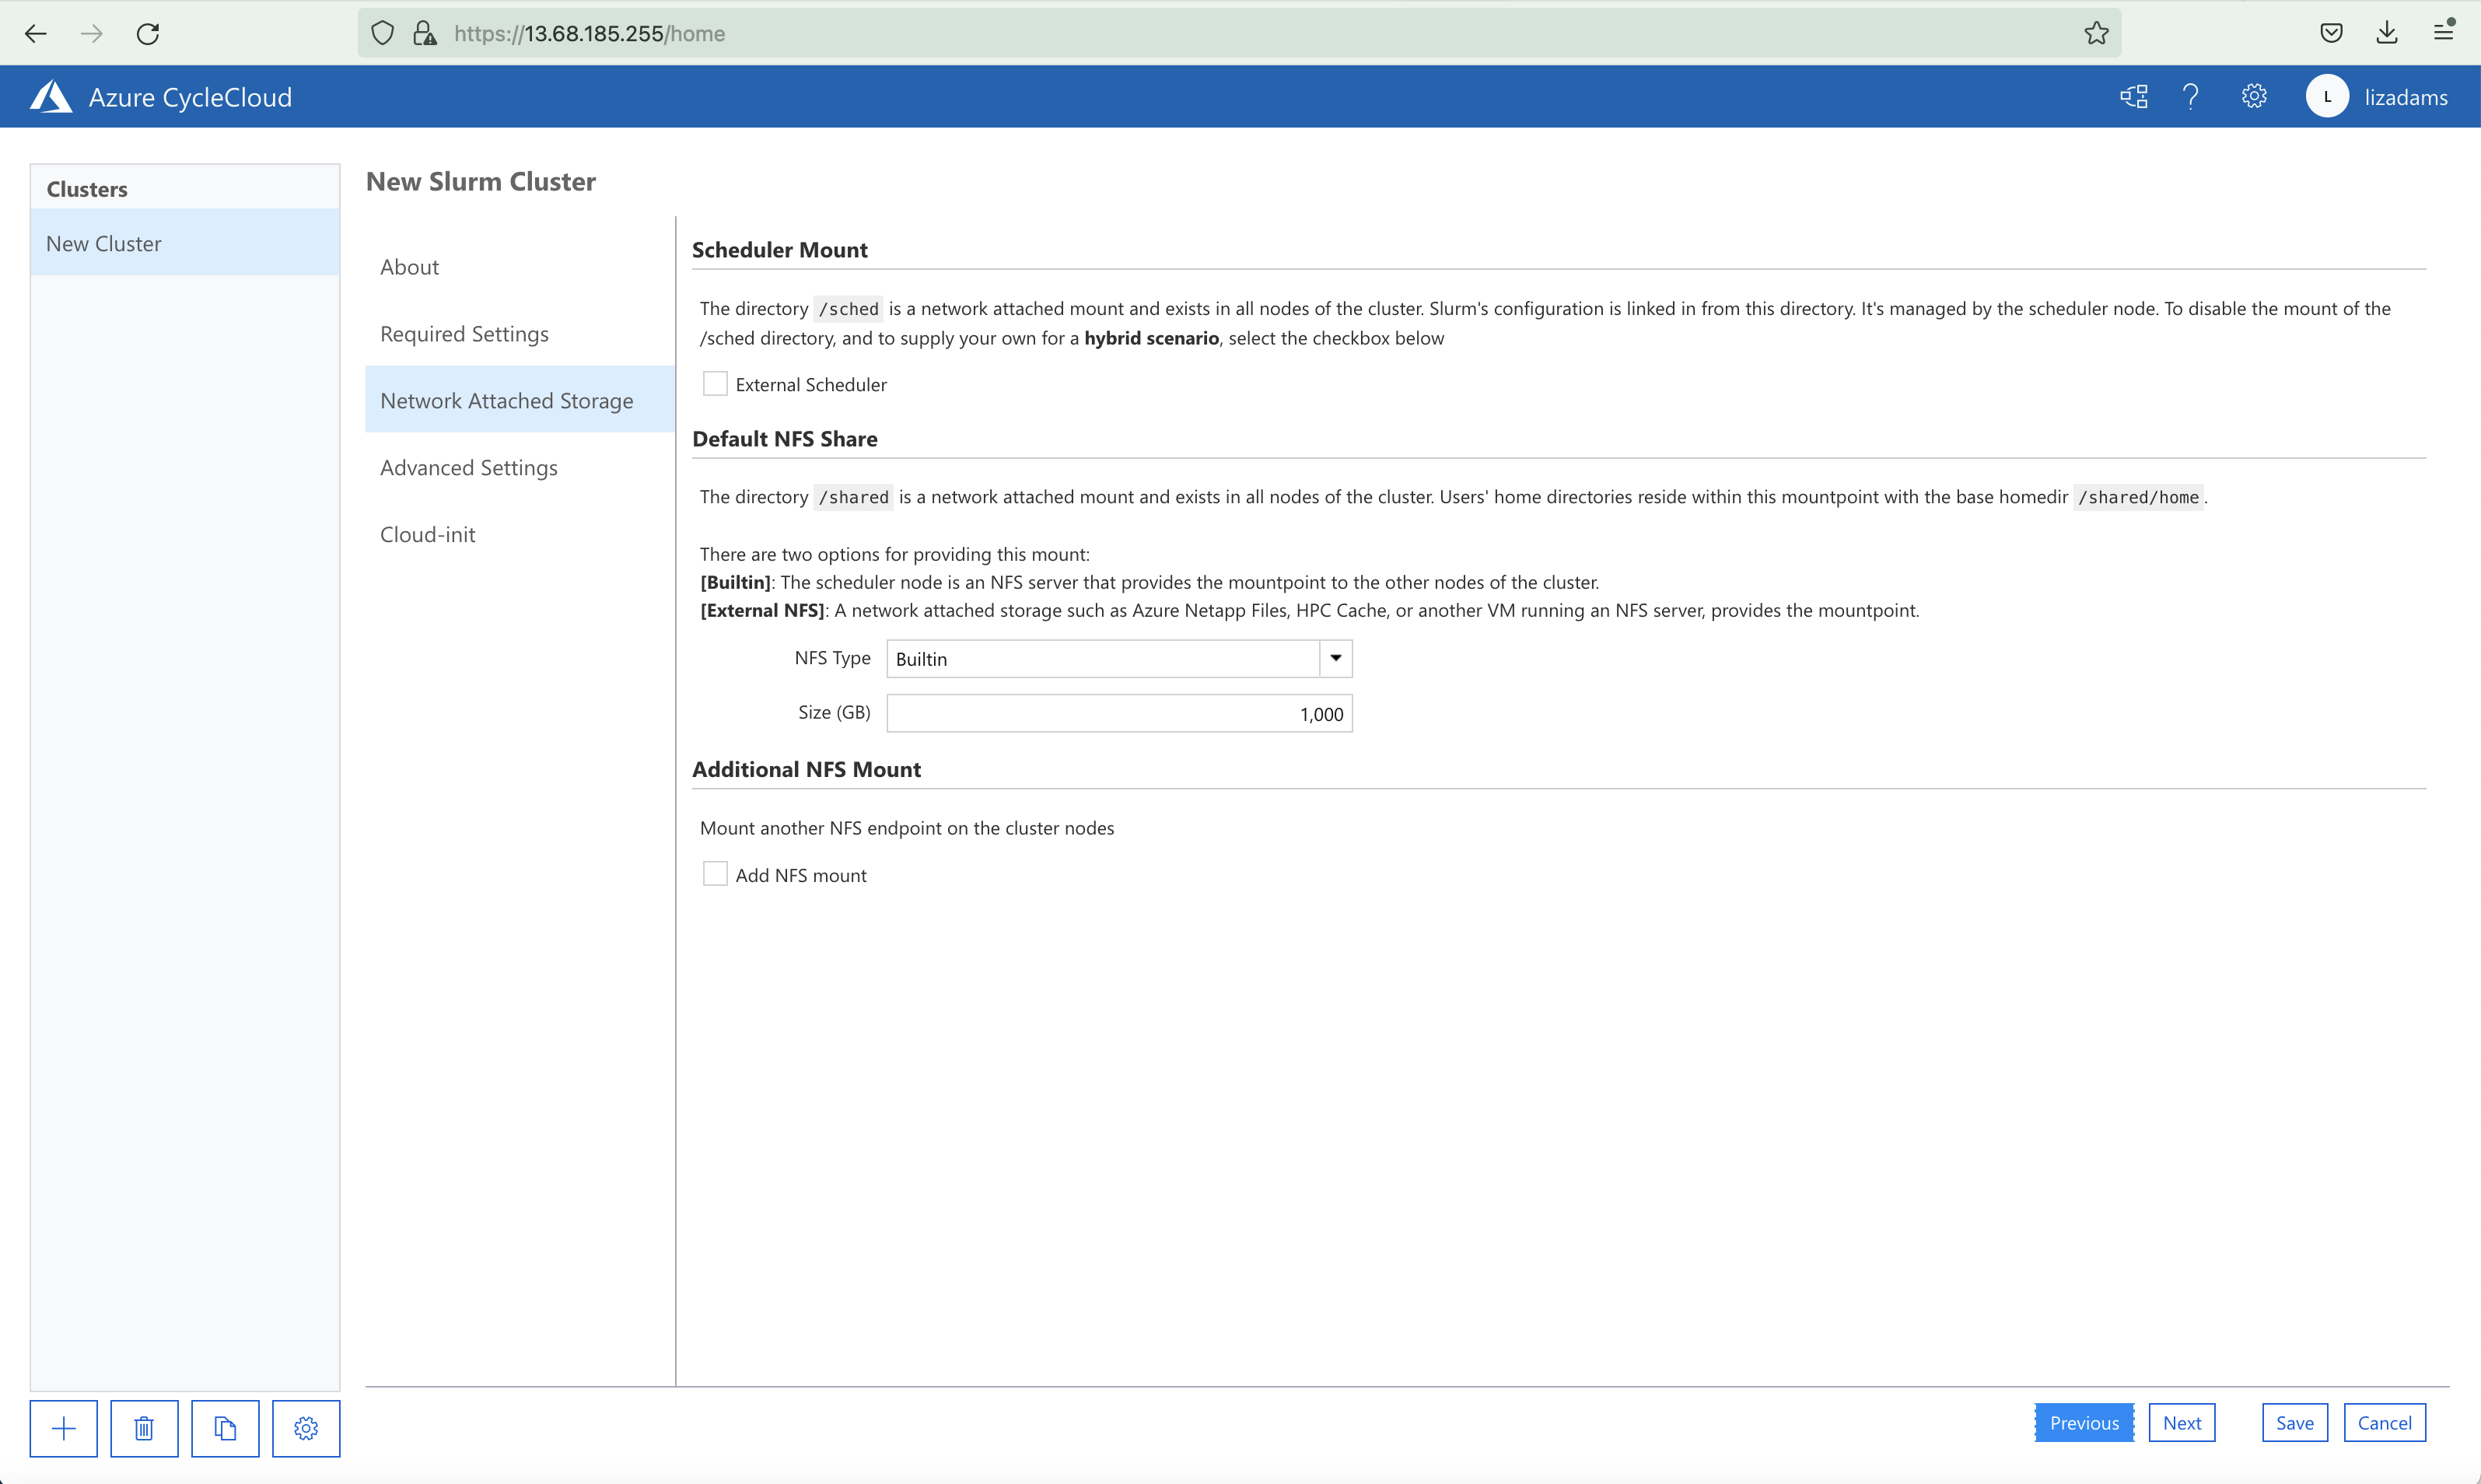 https://13.68.185.255/home
Azure CycleCloud
L
lizadams
Clusters
New Cluster
New Slurm Cluster
About
Required Settings
Network Attached Storage
Advanced Settings
Cloud-init
Scheduler Mount
The directory /sched is a network attached mount and exists in all nodes of the cluster. Slurm's configuration is linked in from this directory. It's managed by the scheduler node. To disable the mount of the
/sched directory, and to supply your own for a hybrid scenario, select the checkbox below
External Scheduler
Default NFS Share
The directory /shared is a network attached mount and exists in all nodes of the cluster. Users' home directories reside within this mountpoint with the base homedir /shared/home.
There are two options for providing this mount:
[Builtin]: The scheduler node is an NFS server that provides the mountpoint to the other nodes of the cluster.
[External NFS]: A network attached storage such as Azure Netapp Files, HPC Cache, or another VM running an NFS server, provides the mountpoint.
NFS Type Builtin
Size (GB) 1,000
Additional NFS Mount
Mount another NFS endpoint on the cluster nodes
Add NFS mount
Previous Next Save Cancel